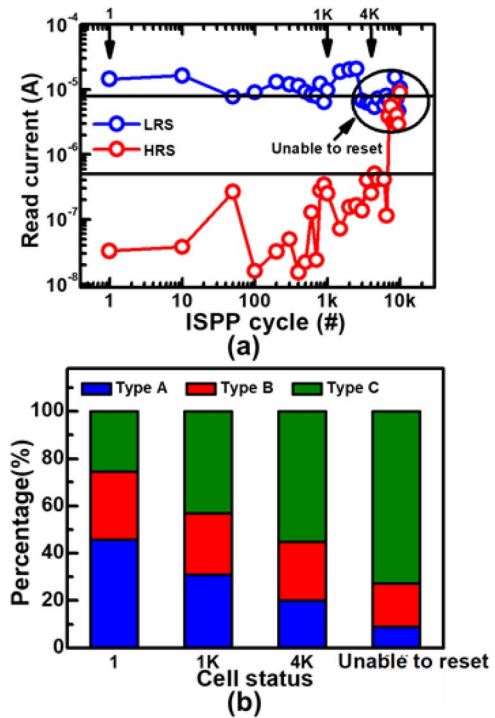 1 1K 4K
10⁻⁴
10⁻⁵
10⁻⁶
10⁻⁷
10⁻⁸
Read current (A)
LRS
HRS
Unable to reset
1 10 100 1k 10k
ISPP cycle (#)
(a)
Type A Type B Type C
100
80
60
40
20
0
Percentage(%)
1 1K 4K Unable to reset
Cell status
(b)